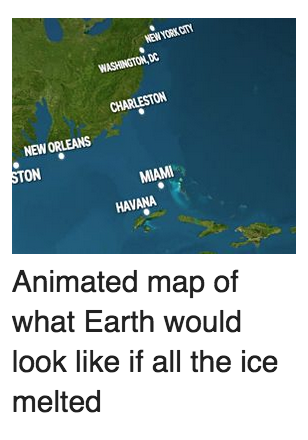 NEW YORK CITY
WASHINGTON, DC
CHARLESTON
NEW ORLEANS
STON
MIAMI
HAVANA
Animated map of
what Earth would
look like if all the ice
melted